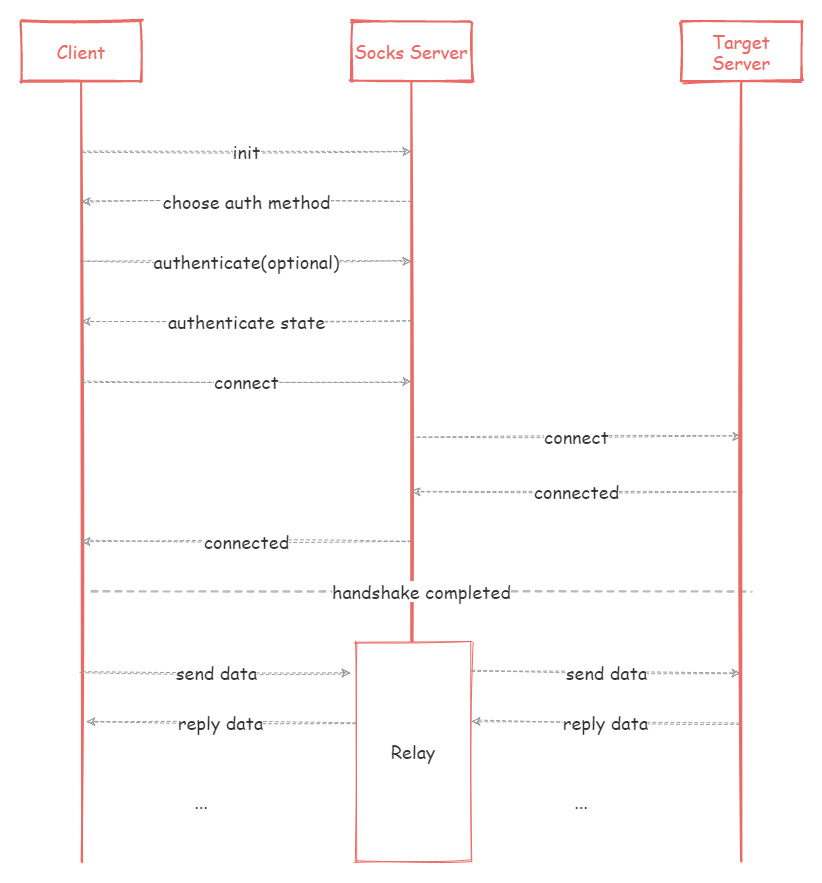 Client
Socks Server
Target
Server
init
choose auth method
authenticate(optional)
authenticate state
connect
connect
connected
connected
handshake completed
send data
send data
reply data
reply data
Relay
...
...